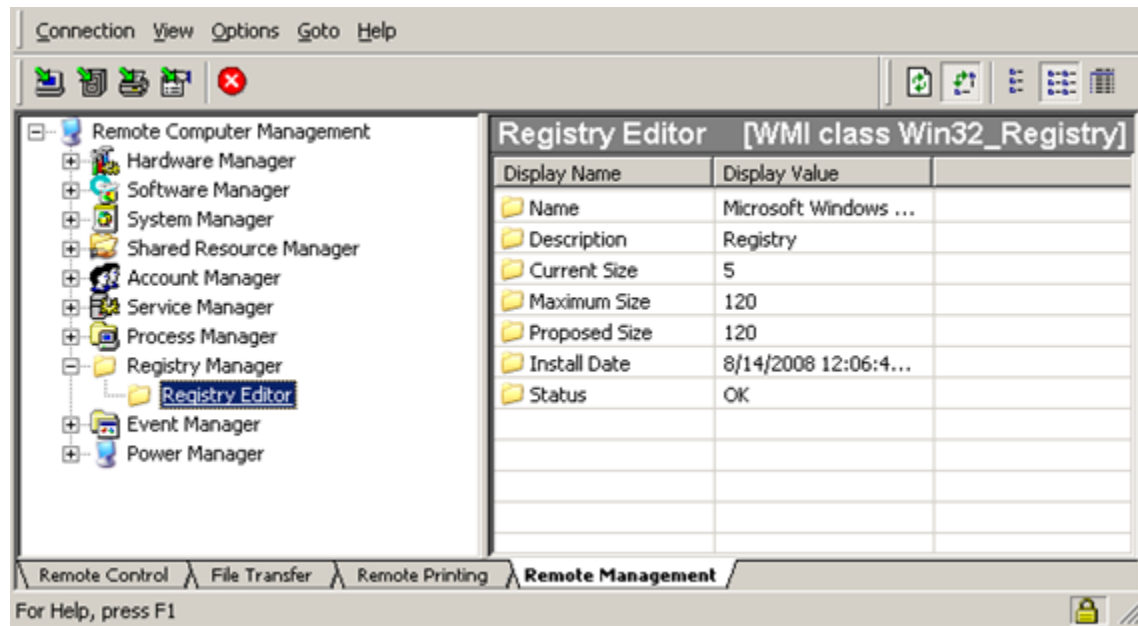 Connection View Options Goto Help
Remote Computer Management
Hardware Manager
Software Manager
System Manager
Shared Resource Manager
Account Manager
Service Manager
Process Manager
Registry Manager
Registry Editor
Event Manager
Power Manager
Registry Editor [WMI class Win32_Registry]
Display Name Display Value
Name Microsoft Windows ...
Description Registry
Current Size 5
Maximum Size 120
Proposed Size 120
Install Date 8/14/2008 12:06:4...
Status OK
Remote Control File Transfer Remote Printing Remote Management
For Help, press F1